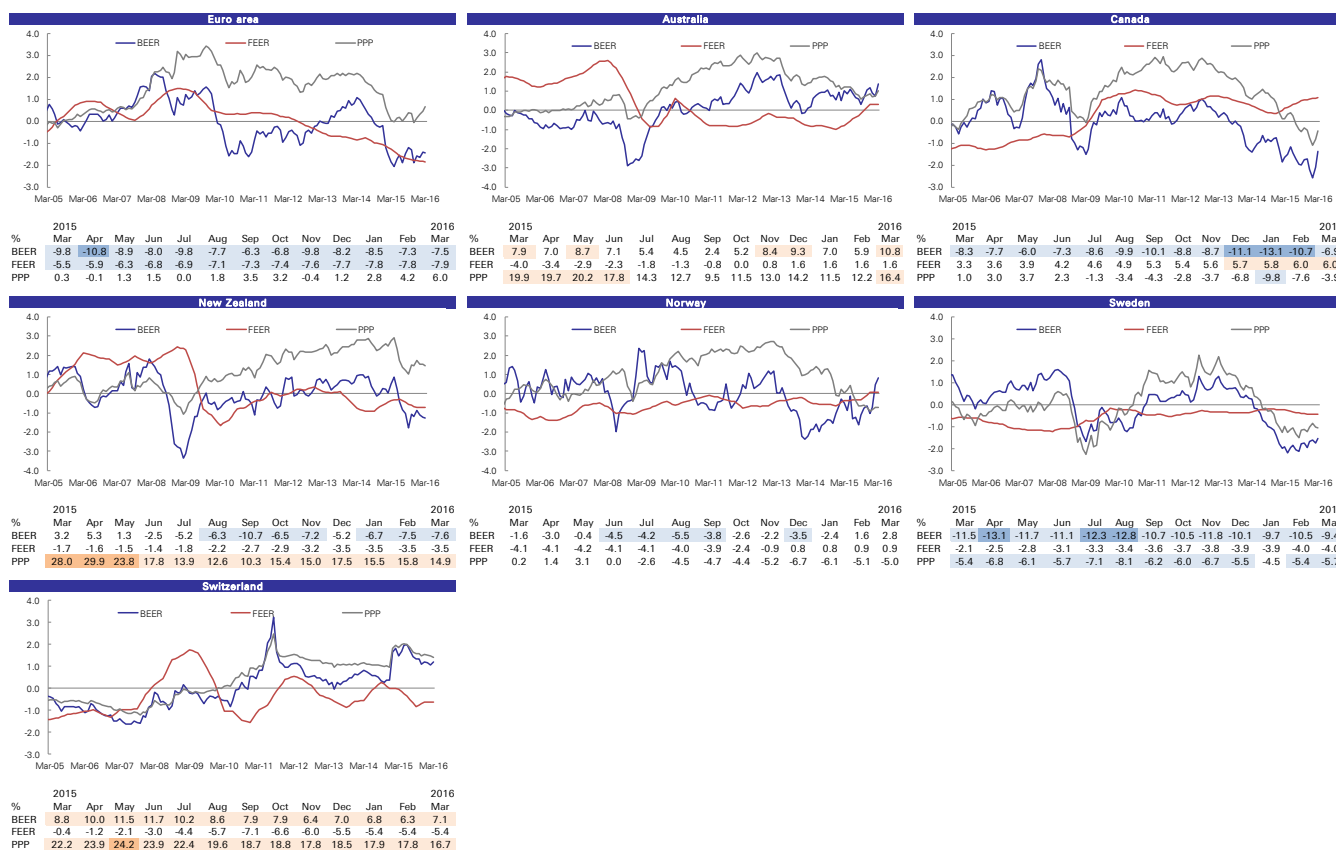 Euro area
BEER FEER PPP
4.0
3.0
2.0
1.0
0.0
-1.0
-2.0
-3.0
Mar-05 Mar-06 Mar-07 Mar-08 Mar-09 Mar-10 Mar-11 Mar-12 Mar-13 Mar-14 Mar-15 Mar-16
2015 2016
% Mar Apr May Jun Jul Aug Sep Oct Nov Dec Jan Feb Mar
BEER -9.8 -10.8 -8.9 -8.0 -9.8 -7.7 -6.3 -6.8 -9.8 -8.2 -8.5 -7.3 -7.5
FEER -5.5 -5.9 -6.3 -6.8 -6.9 -7.1 -7.3 -7.4 -7.6 -7.7 -7.8 -7.8 -7.9
PPP 0.3 -0.1 1.3 1.5 0.0 1.8 3.5 3.2 -0.4 1.2 2.8 4.2 6.0
Australia
BEER FEER PPP
4.0
3.0
2.0
1.0
0.0
-1.0
-2.0
-3.0
-4.0
Mar-05 Mar-06 Mar-07 Mar-08 Mar-09 Mar-10 Mar-11 Mar-12 Mar-13 Mar-14 Mar-15 Mar-16
2015 2016
% Mar Apr May Jun Jul Aug Sep Oct Nov Dec Jan Feb Mar
BEER 7.9 7.0 8.7 7.1 5.4 4.5 2.4 5.2 8.4 9.3 7.0 5.9 10.8
FEER -4.0 -3.4 -2.9 -2.3 -1.8 -1.3 -0.8 0.0 0.8 1.6 1.6 1.6 1.6
PPP 19.9 19.7 20.2 17.8 14.3 12.7 9.5 11.5 13.0 14.2 11.5 12.2 16.4
Canada
BEER FEER PPP
4.0
3.0
2.0
1.0
0.0
-1.0
-2.0
-3.0
Mar-05 Mar-06 Mar-07 Mar-08 Mar-09 Mar-10 Mar-11 Mar-12 Mar-13 Mar-14 Mar-15 Mar-16
2015 201
% Mar Apr May Jun Jul Aug Sep Oct Nov Dec Jan Feb Mar
BEER -8.3 -7.7 -6.0 -7.3 -8.6 -9.9 -10.1 -8.8 -8.7 -11.1 -13.1 -10.7 -6.9
FEER 3.3 3.6 3.9 4.2 4.6 4.9 5.3 5.4 5.6 5.7 5.8 6.0 6.0
PPP 1.0 3.0 3.7 2.3 -1.3 -3.4 -4.3 -2.8 -3.7 -6.8 -9.8 -7.6 -3.9
New Zealand
BEER FEER PPP
4.0
3.0
2.0
1.0
0.0
-1.0
-2.0
-3.0
-4.0
Mar-05 Mar-06 Mar-07 Mar-08 Mar-09 Mar-10 Mar-11 Mar-12 Mar-13 Mar-14 Mar-15 Mar-16
2015 2016
% Mar Apr May Jun Jul Aug Sep Oct Nov Dec Jan Feb Mar
BEER 3.2 5.3 1.3 -2.5 -5.2 -6.3 -10.7 -6.5 -7.2 -5.2 -6.7 -7.5 -7.6
FEER -1.7 -1.6 -1.5 -1.4 -1.8 -2.2 -2.7 -2.9 -3.2 -3.5 -3.5 -3.5 -3.5
PPP 28.0 29.9 23.8 17.8 13.9 12.6 10.3 15.4 15.0 17.5 15.5 15.8 14.9
Norway
BEER FEER PPP
4.0
3.0
2.0
1.0
0.0
-1.0
-2.0
-3.0
-4.0
Mar-05 Mar-06 Mar-07 Mar-08 Mar-09 Mar-10 Mar-11 Mar-12 Mar-13 Mar-14 Mar-15 Mar-16
2015 2016
% Mar Apr May Jun Jul Aug Sep Oct Nov Dec Jan Feb Mar
BEER -1.6 -3.0 -0.4 -4.5 -4.2 -5.5 -3.8 -2.6 -2.2 -3.5 -2.4 1.6 2.8
FEER -4.1 -4.1 -4.2 -4.1 -4.1 -4.0 -3.9 -2.4 -0.9 0.8 0.8 0.9 0.9
PPP 0.2 1.4 3.1 0.0 -2.6 -4.5 -4.7 -4.4 -5.2 -6.7 -6.1 -5.1 -5.0
Sweden
BEER FEER PPP
4.0
3.0
2.0
1.0
0.0
-1.0
-2.0
-3.0
Mar-05 Mar-06 Mar-07 Mar-08 Mar-09 Mar-10 Mar-11 Mar-12 Mar-13 Mar-14 Mar-15 Mar-16
2015 201
% Mar Apr May Jun Jul Aug Sep Oct Nov Dec Jan Feb Mar
BEER -11.5 -13.1 -11.7 -11.1 -12.3 -12.8 -10.7 -10.5 -11.8 -10.1 -9.7 -10.5 -9.4
FEER -2.1 -2.5 -2.8 -3.1 -3.3 -3.4 -3.6 -3.7 -3.9 -4.0 -3.9 -4.0 -4.0
PPP -5.4 -6.8 -6.1 -5.7 -7.1 -8.1 -6.2 -6.0 -6.7 -5.5 -4.5 -5.4 -5.7
Switzerland
BEER FEER PPP
4.0
3.0
2.0
1.0
0.0
-1.0
-2.0
-3.0
Mar-05 Mar-06 Mar-07 Mar-08 Mar-09 Mar-10 Mar-11 Mar-12 Mar-13 Mar-14 Mar-15 Mar-16
2015 2016
% Mar Apr May Jun Jul Aug Sep Oct Nov Dec Jan Feb Mar
BEER 8.8 10.0 11.5 11.7 10.2 8.6 7.9 7.9 6.4 7.0 6.8 6.3 7.1
FEER -0.4 -1.2 -2.1 -3.0 -4.4 -5.7 -7.1 -6.6 -6.0 -5.5 -5.4 -5.4 -5.4
PPP 22.2 23.9 24.2 23.9 22.4 19.6 18.7 18.8 17.8 18.5 17.9 17.8 16.7